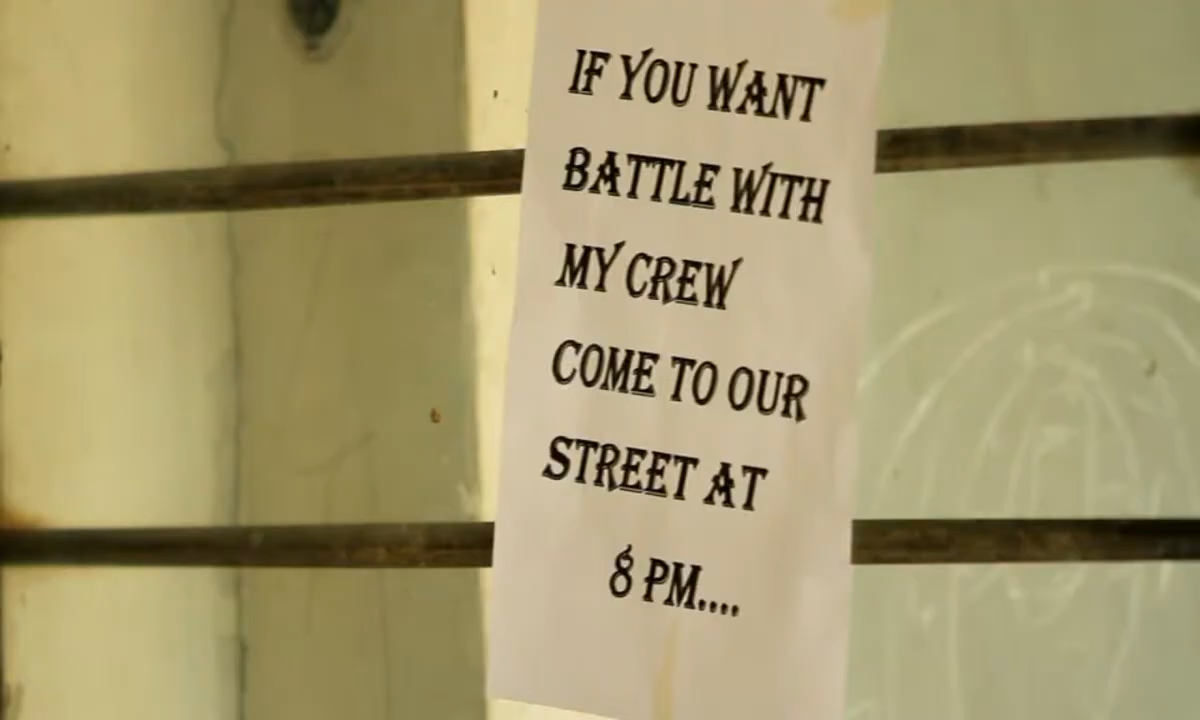 IF YOU WANT
BATTLE WITH
MY CREW
COME TO OUR
STREET AT
8 PM....